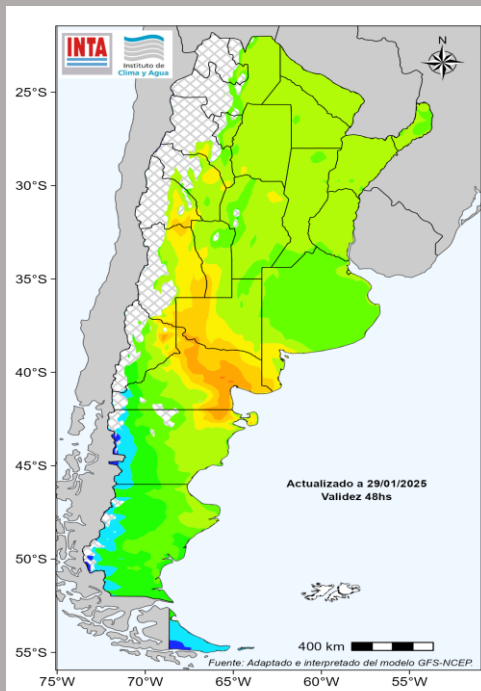 INTA
Instituto de
Clima y Agua
N
25°S
30°S
35°S
40°S
45°S
50°S
55°S
Actualizado a 29/01/2025
Validez 48hs
400 km
Fuente: Adaptado e interpretado del modelo GFS-NCEP.
75°W
70°W
65°W
60°W
55°W